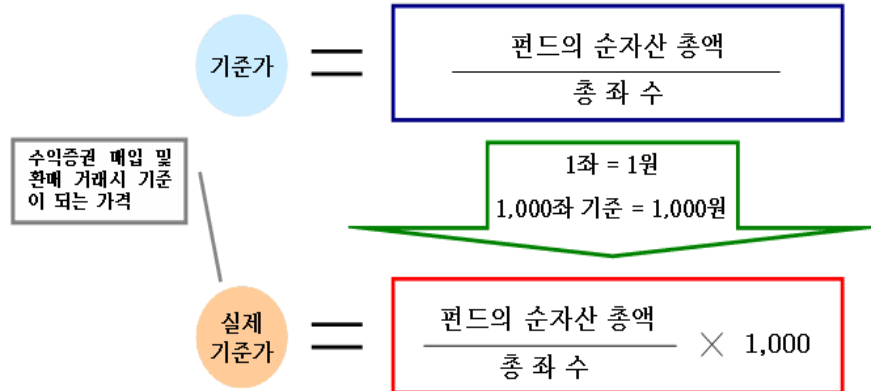 기준가
=
펀드의 순자산 총액
총 좌 수
수익증권 매입 및
환매 거래시 기준
이 되는 가격
1좌 = 1원
1,000좌 기준 = 1,000원
실제
기준가
=
펀드의 순자산 총액
총 좌 수
× 1,000